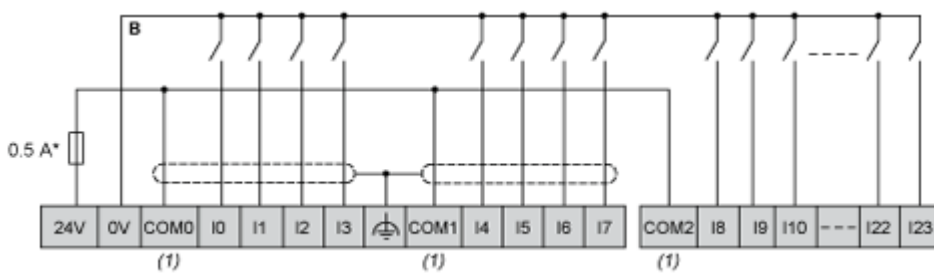 B
0.5 A*
24V 0V COM0 I0 I1 I2 I3 COM1 I4 I5 I6 I7 COM2 I8 I9 I10 I22 I23
(1) (1) (1)